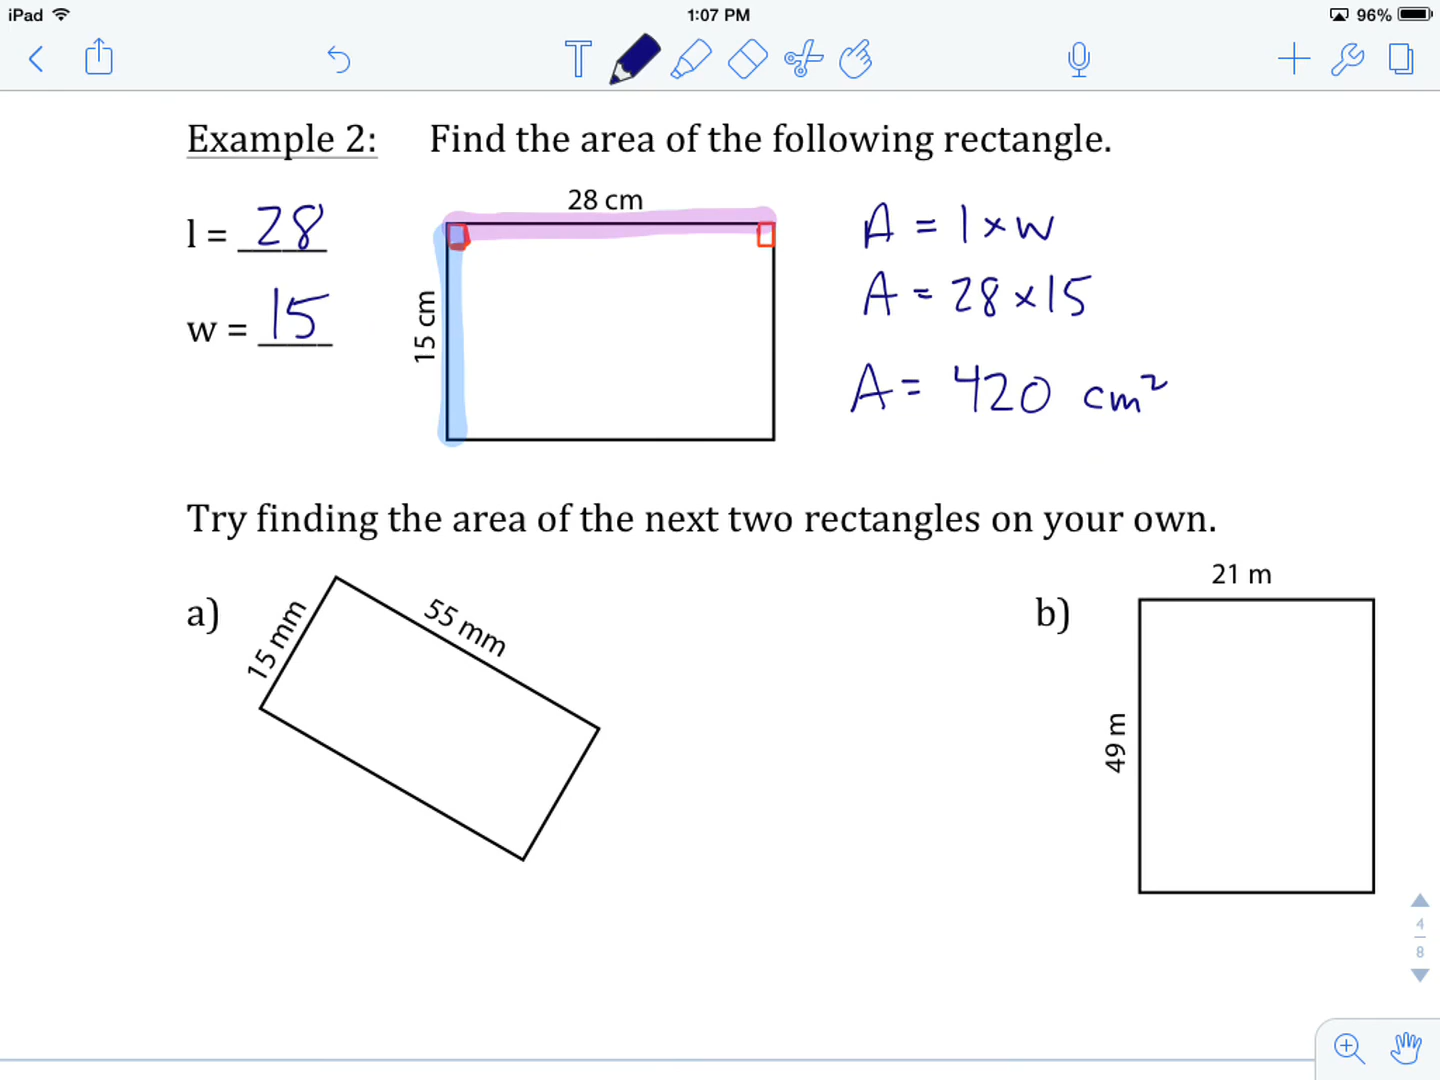 iPad 1:07 PM 96%
Example 2: Find the area of the following rectangle.
28 cm
l = 28
A = l x w
A = 28 x 15
15 cm
w = 15
A = 420 cm²
Try finding the area of the next two rectangles on your own.
21 m
a)
15 mm
55 mm
b)
49 m
4
8